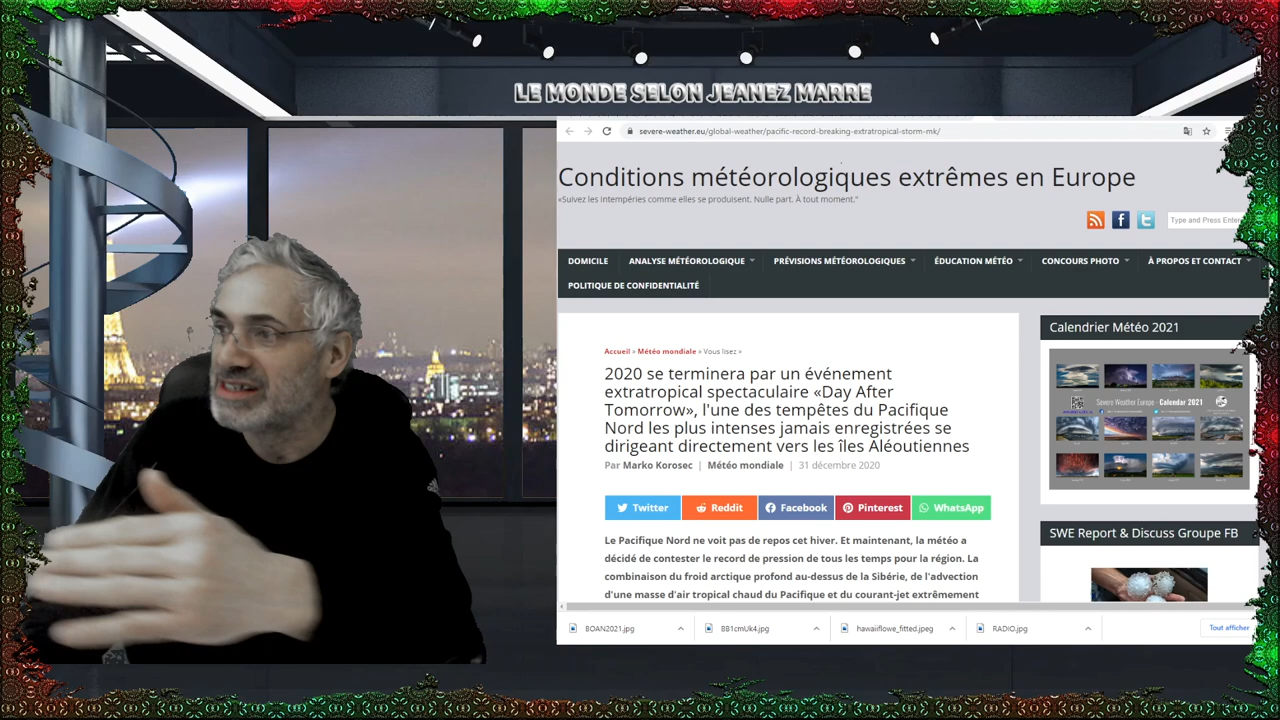 LE MONDE SELON JEANEZ MARRE
severe-weather.eu/global-weather/pacific-record-breaking-extratropical-storm-mk/
Conditions météorologiques extrêmes en Europe
«Suivez les intempéries comme elles se produisent. Nulle part. À tout moment."
Type and Press Enter
DOMICILE ANALYSE MÉTÉOROLOGIQUE PRÉVISIONS MÉTÉOROLOGIQUES ÉDUCATION MÉTÉO CONCOURS PHOTO À PROPOS ET CONTACT
POLITIQUE DE CONFIDENTIALITÉ
Accueil » Météo mondiale » Vous lisez »
2020 se terminera par un événement
extratropical spectaculaire «Day After
Tomorrow», l'une des tempêtes du Pacifique
Nord les plus intenses jamais enregistrées se
dirigeant directement vers les îles Aléoutiennes
Par Marko Korosec | Météo mondiale | 31 décembre 2020
Twitter Reddit Facebook Pinterest WhatsApp
Le Pacifique Nord ne voit pas de repos cet hiver. Et maintenant, la météo a
décidé de contester le record de pression de tous les temps pour la région. La
combinaison du froid arctique profond au-dessus de la Sibérie, de l'advection
d'une masse d'air tropical chaud du Pacifique et du courant-jet extrêmement
Calendrier Météo 2021
Severe Weather Europe - Calendar 2021
SWE Report & Discuss Groupe FB
BOAN2021.jpg BB1cmUk4.jpg hawaiiflowe_fitted.jpeg RADIO.jpg Tout afficher